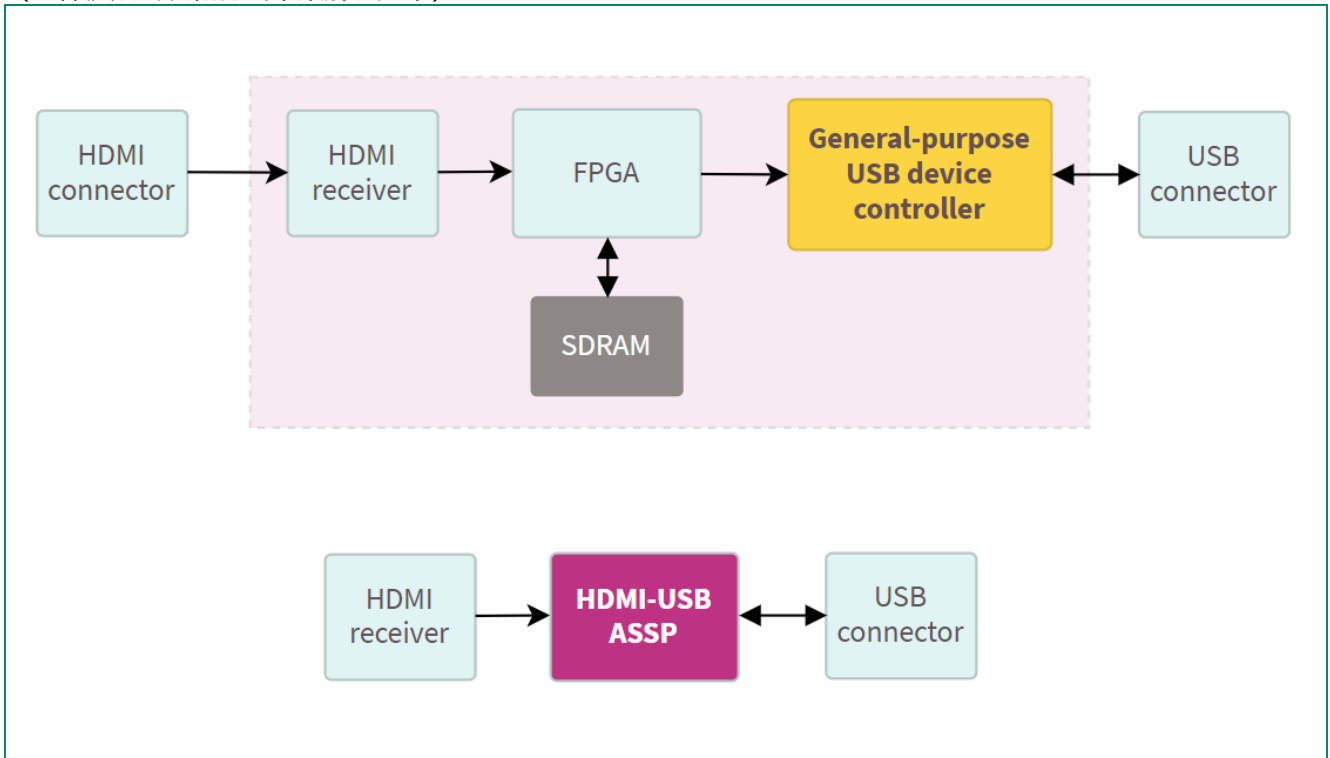 HDMI
connector
HDMI
receiver
FPGA
General-purpose
USB device
controller
USB
connector
SDRAM
HDMI
receiver
HDMI-USB
ASSP
USB
connector